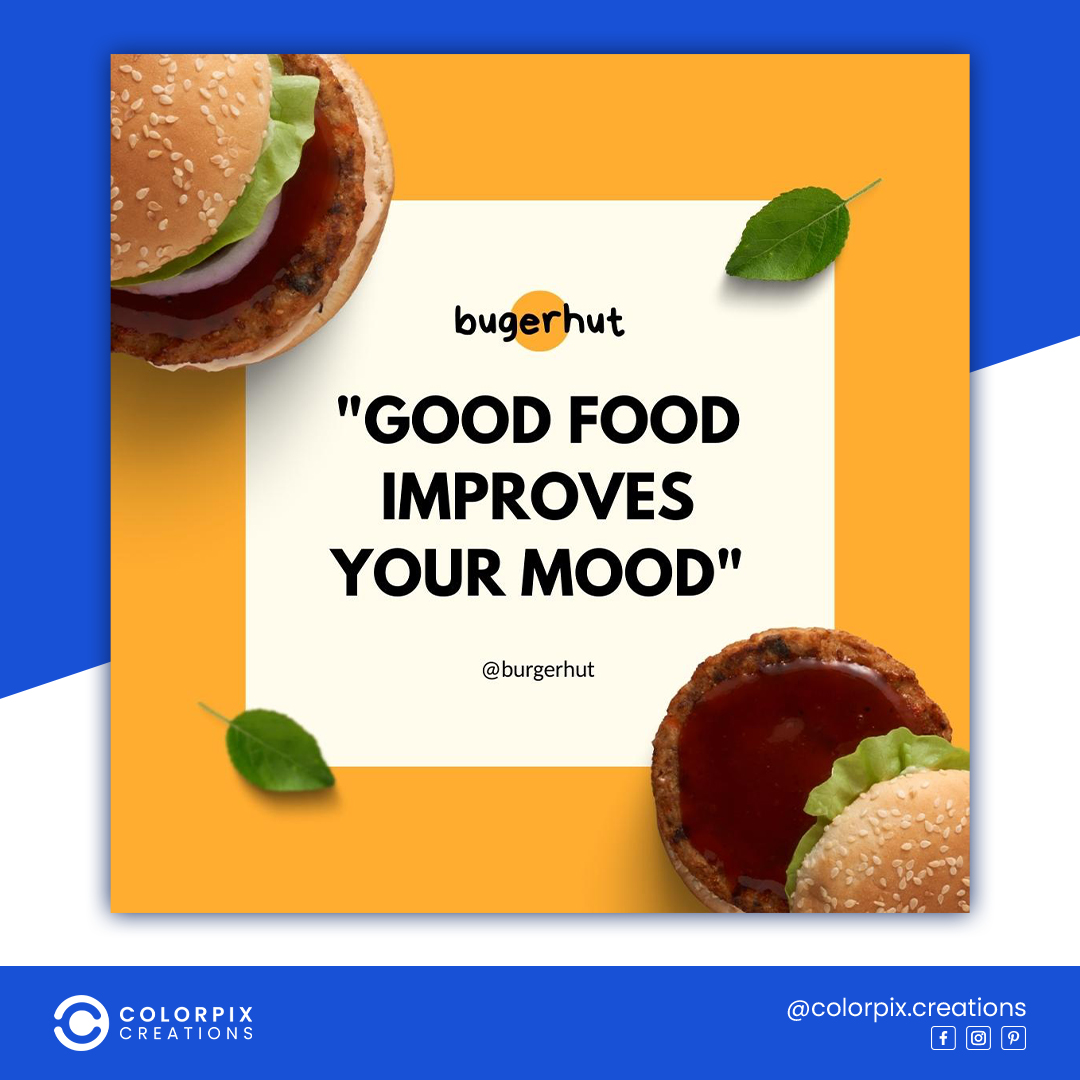 bugerhut
"GOOD FOOD
IMPROVES
YOUR MOOD"
@burgerhut
COLORPIX
CREATIONS
@colorpix.creations